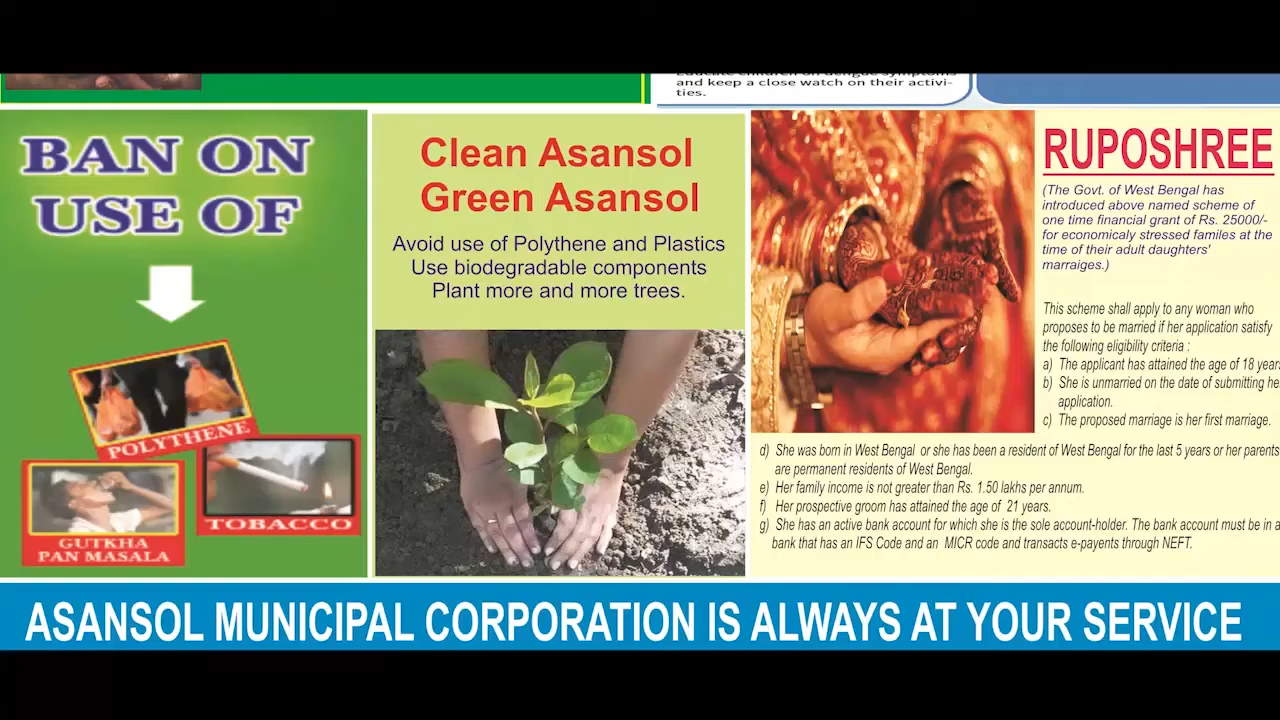 Educate children on dengue symptoms
and keep a close watch on their activi-
ties.
BAN ON
USE OF
POLYTHENE
TOBACCO
GUTKHA
PAN MASALA
Clean Asansol
Green Asansol
Avoid use of Polythene and Plastics
Use biodegradable components
Plant more and more trees.
RUPOSHREE
(The Govt. of West Bengal has
introduced above named scheme of
one time financial grant of Rs. 25000/-
for economicaly stressed familes at the
time of their adult daughters'
marraiges.)
This scheme shall apply to any woman who
proposes to be married if her application satisfy
the following eligibility criteria :
a) The applicant has attained the age of 18 years
b) She is unmarried on the date of submitting he
application.
c) The proposed marriage is her first marriage.
d) She was born in West Bengal or she has been a resident of West Bengal for the last 5 years or her parents
are permanent residents of West Bengal.
e) Her family income is not greater than Rs. 1.50 lakhs per annum.
f) Her prospective groom has attained the age of 21 years.
g) She has an active bank account for which she is the sole account-holder. The bank account must be in a
bank that has an IFS Code and an MICR code and transacts e-payents through NEFT.
ASANSOL MUNICIPAL CORPORATION IS ALWAYS AT YOUR SERVICE